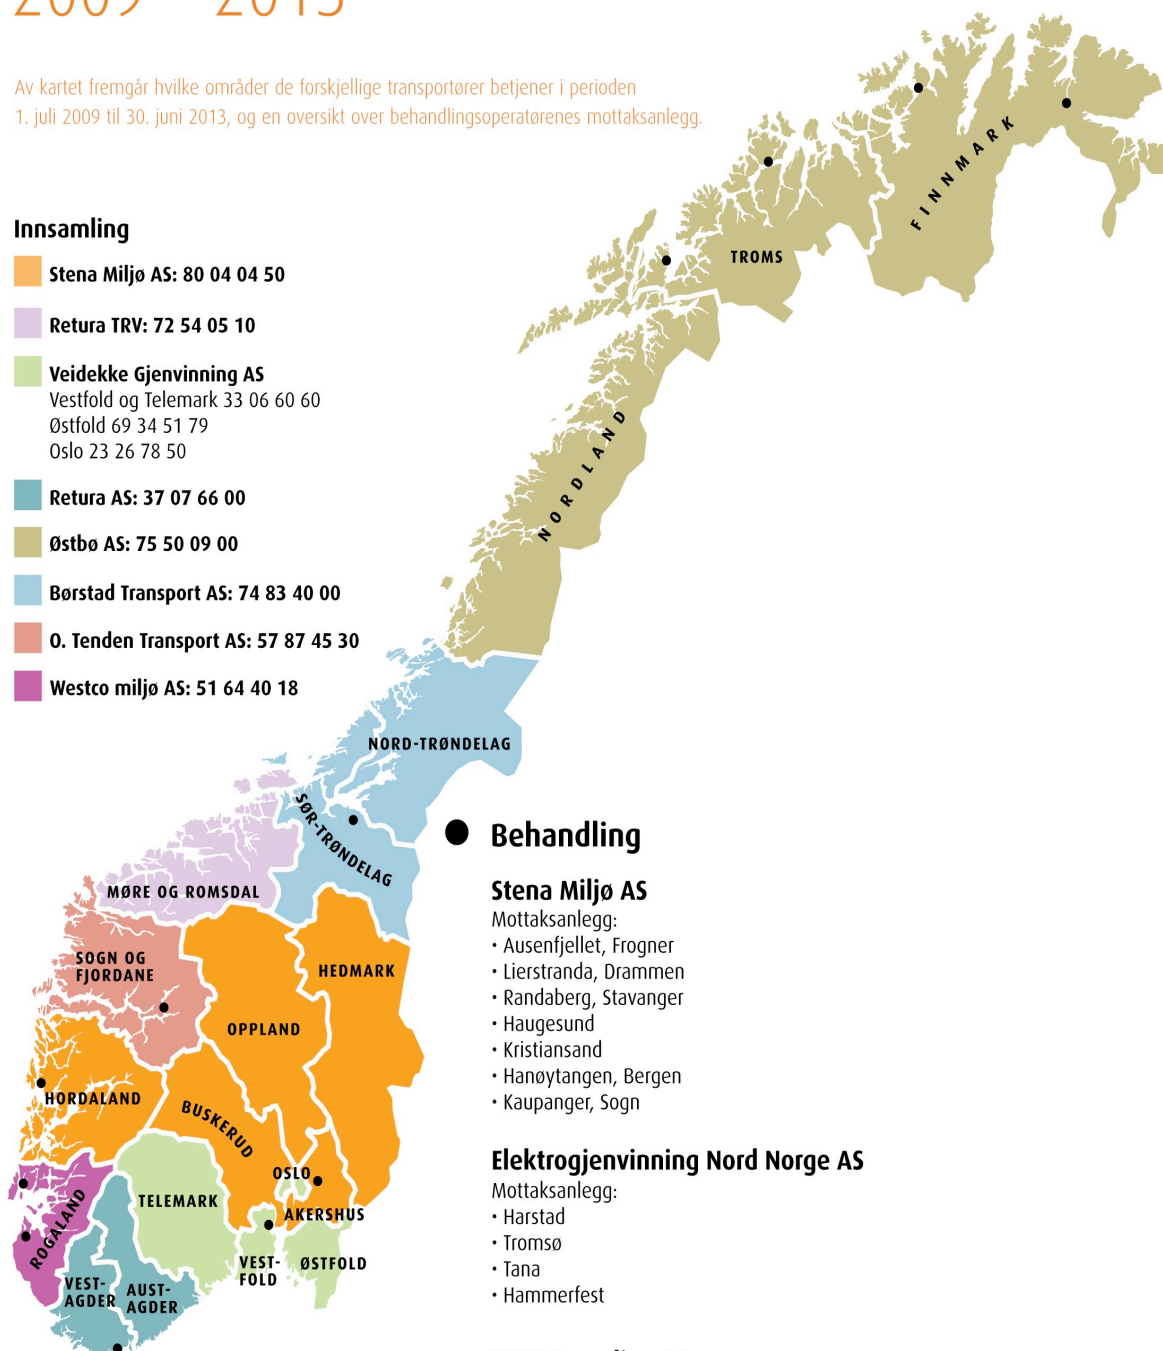 2009 – 2013
Av kartet fremgår hvilke områder de forskjellige transportører betjener i perioden
1. juli 2009 til 30. juni 2013, og en oversikt over behandlingsoperatørenes mottaksanlegg.
Innsamling
Stena Miljø AS: 80 04 04 50
Retura TRV: 72 54 05 10
Veidekke Gjenvinning AS
Vestfold og Telemark 33 06 60 60
Østfold 69 34 51 79
Oslo 23 26 78 50
Retura AS: 37 07 66 00
Østbø AS: 75 50 09 00
Børstad Transport AS: 74 83 40 00
O. Tenden Transport AS: 57 87 45 30
Westco miljø AS: 51 64 40 18
FINNMARK
TROMS
NORDLAND
NORD-TRØNDELAG
SØR-TRØNDELAG
MØRE OG ROMSDAL
SOGN OG
FJORDANE
HEDMARK
OPPLAND
HORDALAND
BUSKERUD
OSLO
AKERSHUS
TELEMARK
ROGALAND
VEST-
FOLD
ØSTFOLD
VEST-
AGDER
AUST-
AGDER
Behandling
Stena Miljø AS
Mottaksanlegg:
• Ausenfjellet, Frogner
• Lierstranda, Drammen
• Randaberg, Stavanger
• Haugesund
• Kristiansand
• Hanøytangen, Bergen
• Kaupanger, Sogn
Elektrogjenvinning Nord Norge AS
Mottaksanlegg:
• Harstad
• Tromsø
• Tana
• Hammerfest